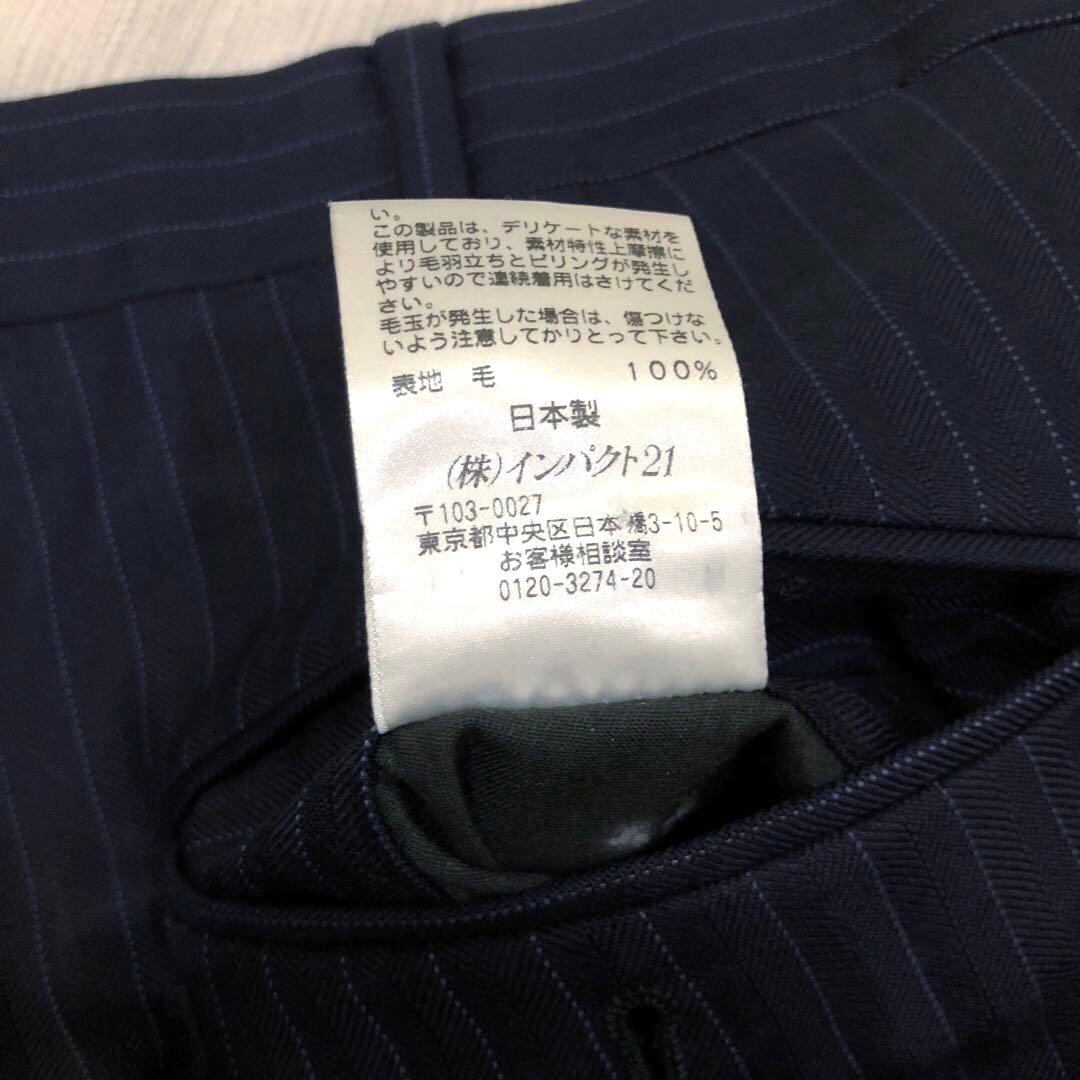 い。
この製品は、デリケートな素材を
使用しており、素材特性上摩擦に
より毛羽立ちとピリングが発生し
やすいので連続着用はさけてくだ
さい。
毛玉が発生した場合は、傷つけな
いよう注意してかりとって下さい。
表地 毛 100%
日本製
(株)インパクト21
〒103-0027
東京都中央区日本橋3-10-5
お客様相談室
0120-3274-20